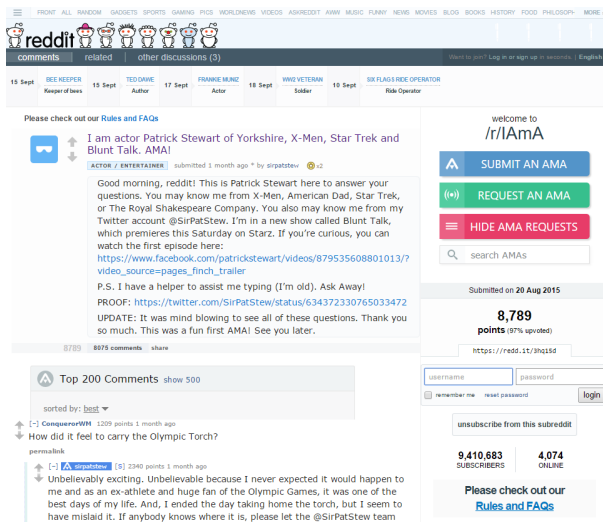 FRONT ALL RANDOM GADGETS SPORTS GAMING PICS WORLDNEWS VIDEOS ASKREDDIT AWW MUSIC FUNNY NEWS MOVIES BLOG BOOKS HISTORY FOOD PHILOSOPH MORE
reddit
comments related other discussions (3)
Want to join? Log in or sign up in seconds. | English
15 Sept BEE KEEPER 15 Sept TED DAWE 17 Sept FRANKIE MUNIZ 18 Sept WW2 VETERAN 10 Sept SIX FLAGS RIDE OPERATOR
Keeper of bees Author Actor Soldier Ride Operator
Please check out our Rules and FAQs
I am actor Patrick Stewart of Yorkshire, X-Men, Star Trek and
Blunt Talk. AMA!
ACTOR / ENTERTAINER submitted 1 month ago * by sirpatstew x2
Good morning, reddit! This is Patrick Stewart here to answer your
questions. You may know me from X-Men, American Dad, Star Trek,
or The Royal Shakespeare Company. You also may know me from my
Twitter account @SirPatStew. I'm in a new show called Blunt Talk,
which premieres this Saturday on Starz. If you're curious, you can
watch the first episode here:
https://www.facebook.com/patrickstewart/videos/879535608801013/?
video_source=pages_finch_trailer
P.S. I have a helper to assist me typing (I'm old). Ask Away!
PROOF: https://twitter.com/SirPatStew/status/634372330765033472
UPDATE: It was mind blowing to see all of these questions. Thank you
so much. This was a fun first AMA! See you later.
8789 8075 comments share
Top 200 Comments show 500
sorted by: best
[-] ConquerorWM 1209 points 1 month ago
How did it feel to carry the Olympic Torch?
permalink
[-] sirpatstew [S] 2340 points 1 month ago
Unbelievably exciting. Unbelievable because I never expected it would happen to
me and as an ex-athlete and huge fan of the Olympic Games, it was one of the
best days of my life. And, I ended the day taking home the torch, but I seem to
have mislaid it. If anybody knows where it is, please let the @SirPatStew team
welcome to
/r/IAmA
SUBMIT AN AMA
REQUEST AN AMA
HIDE AMA REQUESTS
search AMAs
Submitted on 20 Aug 2015
8,789
points (97% upvoted)
https://redd.it/3hqi5d
username password
remember me reset password login
unsubscribe from this subreddit
9,410,683 4,074
SUBSCRIBERS ONLINE
Please check out our
Rules and FAQs